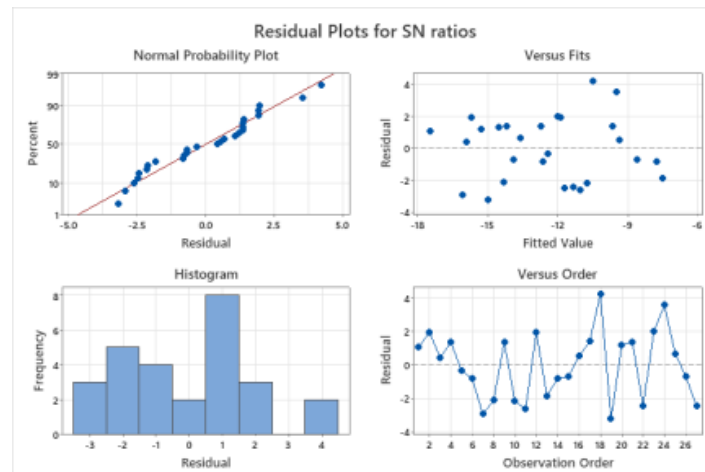 Residual Plots for SN ratios
Normal Probability Plot
99
90
50
10
1
Percent
-5.0 -2.5 0.0 2.5 5.0
Residual
Versus Fits
4
2
0
-2
-4
Residual
-18 -15 -12 -9 -6
Fitted Value
Histogram
8
6
4
2
0
Frequency
-3 -2 -1 0 1 2 3 4
Residual
Versus Order
4
2
0
-2
-4
Residual
2 4 6 8 10 12 14 16 18 20 22 24 26
Observation Order